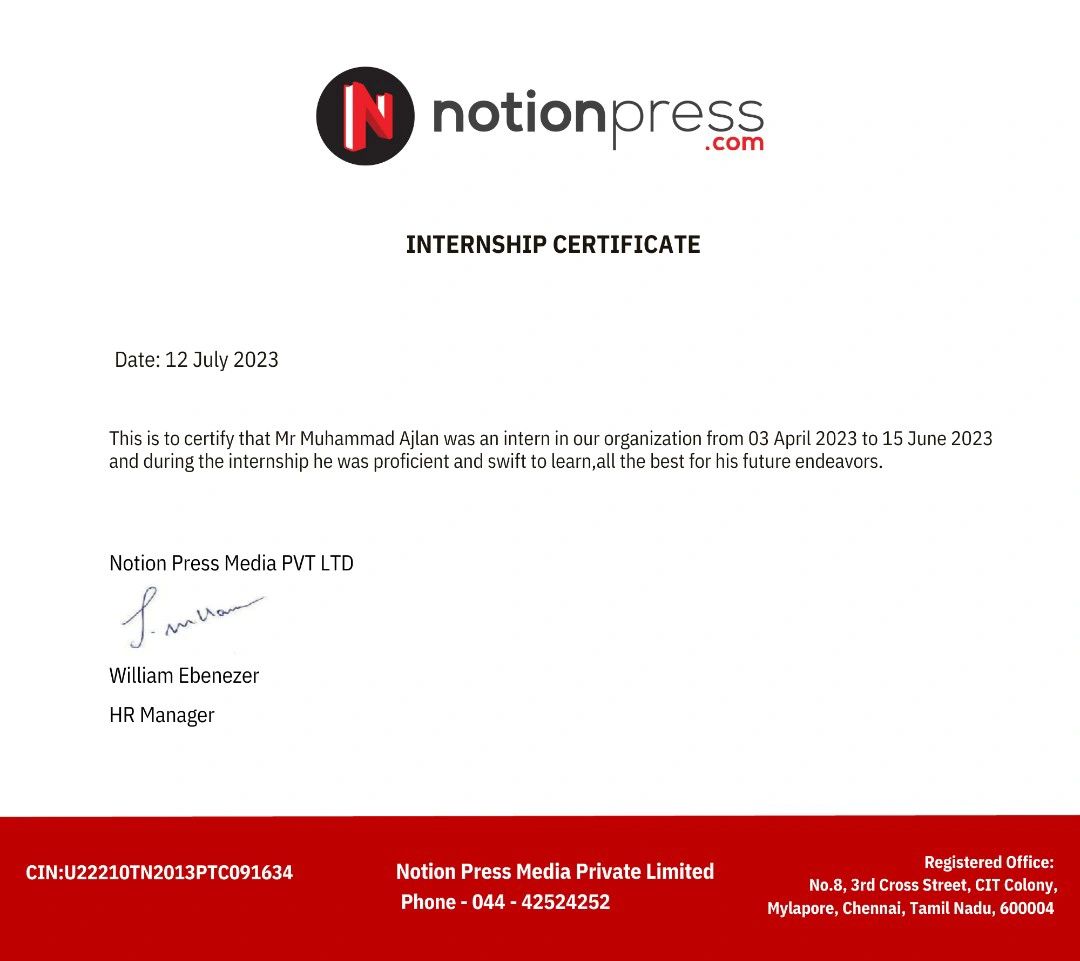 notionpress
.com
INTERNSHIP CERTIFICATE
Date: 12 July 2023
This is to certify that Mr Muhammad Ajlan was an intern in our organization from 03 April 2023 to 15 June 2023
and during the internship he was proficient and swift to learn,all the best for his future endeavors.
Notion Press Media PVT LTD
William Ebenezer
HR Manager
CIN:U22210TN2013PTC091634
Notion Press Media Private Limited
Phone - 044 - 42524252
Registered Office:
No.8, 3rd Cross Street, CIT Colony,
Mylapore, Chennai, Tamil Nadu, 600004